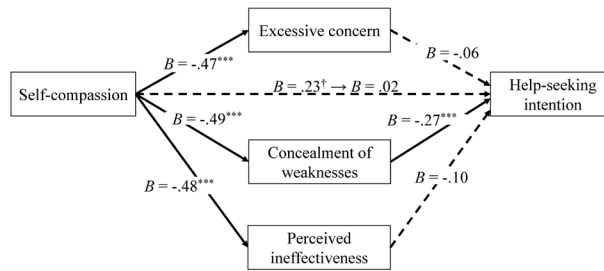 Excessive concern
B = -.06
B = -.47***
B = .23† → B = .02
Self-compassion
Help-seeking
intention
B = -.49***
B = -.27***
Concealment of
weaknesses
B = -.48***
B = -.10
Perceived
ineffectiveness